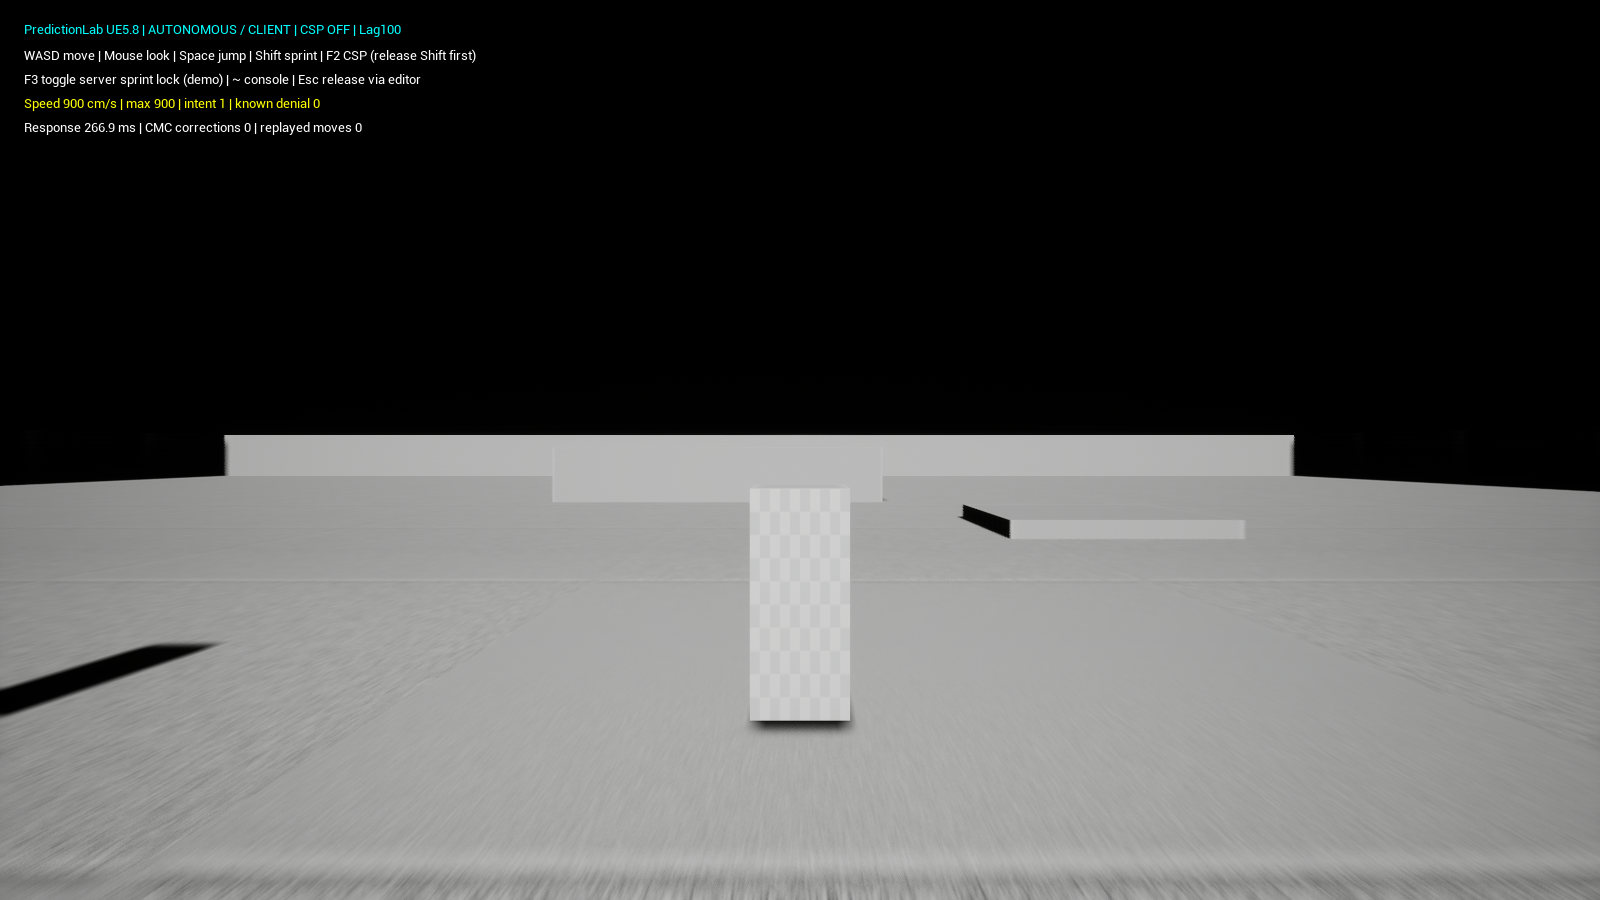 PredictionLab UE5.8 | AUTONOMOUS / CLIENT | CSP OFF | Lag100
WASD move | Mouse look | Space jump | Shift sprint | F2 CSP (release Shift first)
F3 toggle server sprint lock (demo) | ~ console | Esc release via editor
Speed 900 cm/s | max 900 | intent 1 | known denial 0
Response 266.9 ms | CMC corrections 0 | replayed moves 0